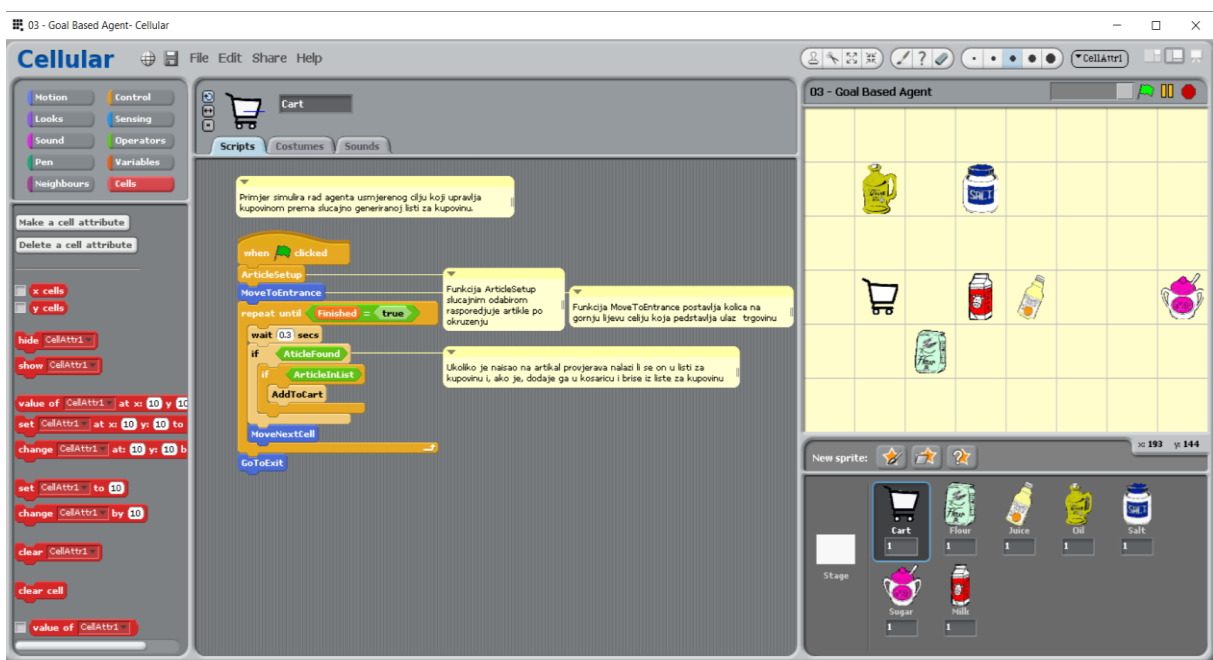 03 - Goal Based Agent- Cellular
Cellular
File Edit Share Help
CellAttr1
Motion Control
Looks Sensing
Sound Operators
Pen Variables
Neighbours Cells
Make a cell attribute
Delete a cell attribute
x cells
y cells
hide CellAttr1
show CellAttr1
value of CellAttr1 at x: 10 y 10
set CellAttr1 at x: 10 y: 10 to
change CellAttr1 at: 10 y: 10 b
set CellAttr1 to 10
change CellAttr1 by 10
clear CellAttr1
clear cell
value of CellAttr1
Cart
Scripts Costumes Sounds
Primjer simulira rad agenta usmjerenog cilju koji upravlja
kupovinom prema slucajno generiranoj listi za kupovinu.
when clicked
ArticleSetup
MoveToEntrance
repeat until Finished = true
wait 0.3 secs
if AticleFound
if ArticleInList
AddToCart
MoveNextCell
GoToExit
Funkcija ArticleSetup
slucajnim odabirom
rasporedjuje artikle po
okruzenju
Funkcija MoveToEntrance postavlja kolica na
gornju lijevu celiju koja pedstavlja ulaz trgovinu
Ukoliko je naisao na artikal provjerava nalazi li se on u listi za
kupovinu i, ako je, dodaje ga u kosaricu i brise iz liste za kupovinu
03 - Goal Based Agent
SALT
Flour
x: 193 y: 144
New sprite:
Stage
Cart
1
Flour
1
Juice
1
Oil
1
Salt
1
Sugar
1
Milk
1